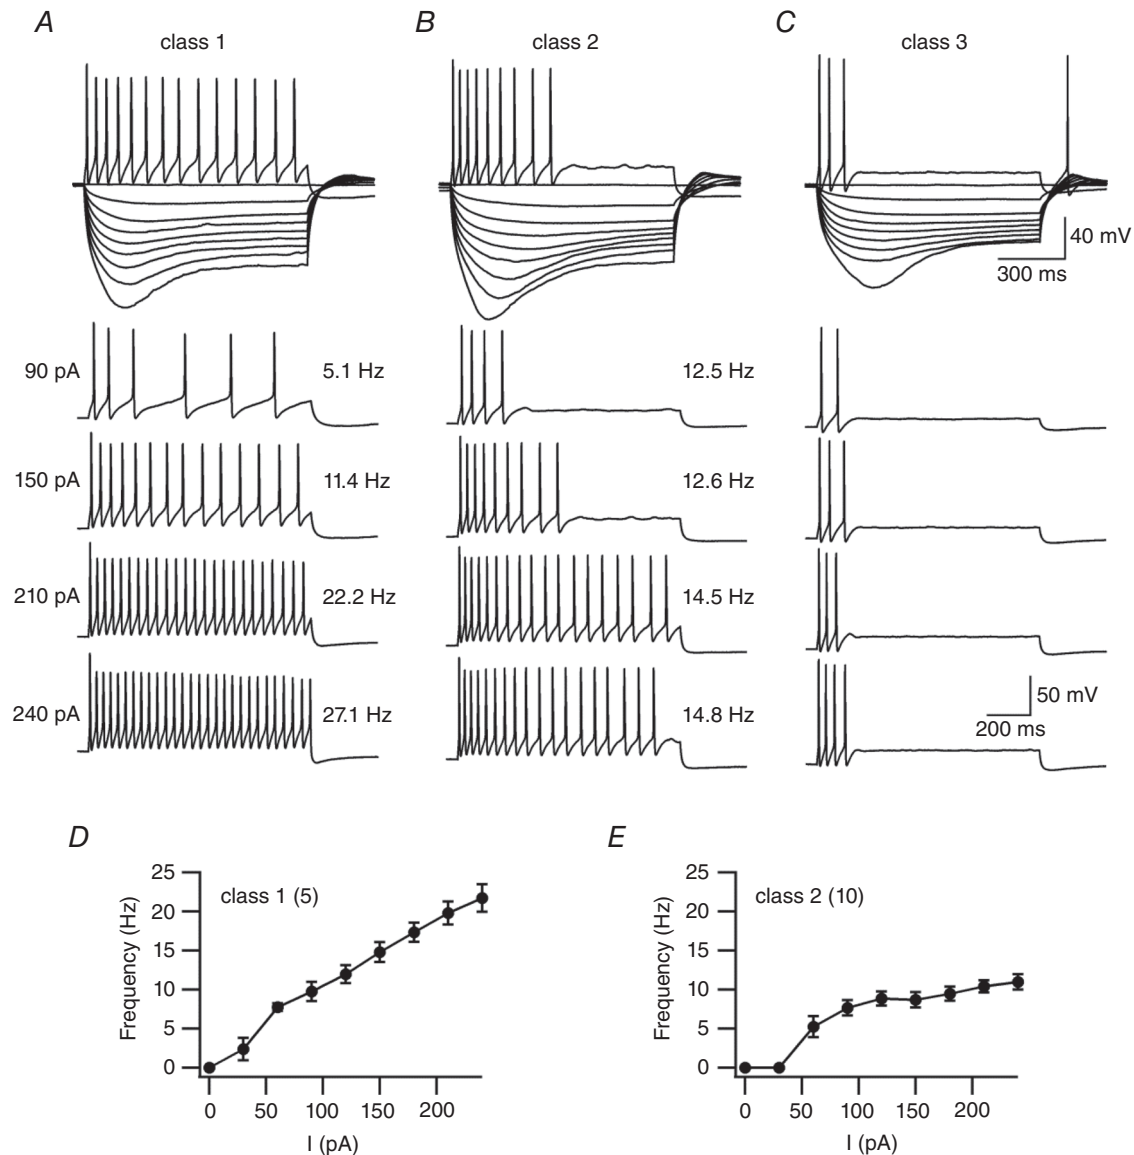 A B C
class 1 class 2 class 3
40 mV
300 ms
90 pA 5.1 Hz 12.5 Hz
150 pA 11.4 Hz 12.6 Hz
210 pA 22.2 Hz 14.5 Hz
240 pA 27.1 Hz 14.8 Hz
50 mV
200 ms
D
Frequency (Hz)
25
20
15
10
5
0
class 1 (5)
0 50 100 150 200
I (pA)
E
Frequency (Hz)
25
20
15
10
5
0
class 2 (10)
0 50 100 150 200
I (pA)